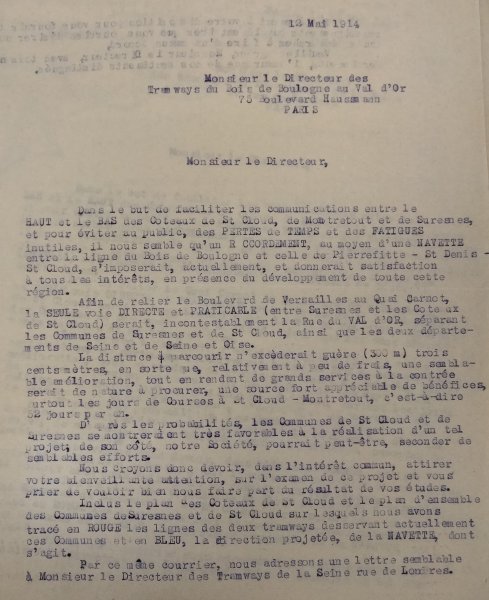 12 Mai 1914
Monsieur le Directeur des
Tramways du Bois de Boulogne au Val d'Or
75 Boulevard Haussmann
PARIS
Monsieur le Directeur,
Dans le but de faciliter les communications entre le
HAUT et le BAS des Coteaux de St Cloud, de Montretout et de Suresnes,
et pour éviter au public, des PERTES de TEMPS et des FATIGUES
inutiles, il nous semble qu'un R CCORDEMENT, au moyen d'une NAVETTE
entre la ligne du Bois de Boulogne et celle de Pierrefitte - St Denis -
St Cloud, s'imposerait, actuellement, et donnerait satisfaction
à tous les intérêts, en présence du développement de toute cette
région.
Afin de relier le Boulevard de Versailles au Quai Carnot,
la SEULE voie DIRECTE et PRATICABLE (entre Suresnes et les Cote ux
de St Cloud) serait, incontestablement la Rue du VAL d'OR, séparant
les Communes de Suresnes et de St Cloud, ainsi que les deux départe-
ments de Seine et de Seine et Oise.
La distance à parcourir n'excèderait guère (300 m) trois
cents mètres, en sorte que, relativement à peu de frais, une sembla-
ble amélioration, tout en rendant de grands services à la contrée
serait de nature à procurer, une source fort appréciable de bénéfices,
surtout les jours de Courses à St Cloud - Montretout, c'est-à-dire
52 jours par an.
D' après les probabilités, les Communes de St Cloud et de
Suresnes se montreraient très favorables à la réalisation d'un tel
projet; de son côté, notre Société, pourrait peut-être, seconder de
semblables efforts.
Nous croyons donc devoir, dans l'intérêt commun, attirer
votre bienveillante attention, sur l'examen de ce projet et vous
prier de vouloir bien nous faire part du résultat de vos études.
Inclus le plan des Coteaux de St Cloud et le plan d'ensemble
des Communes de Suresnes et de St Cloud sur lesquels nous avons
tracé en ROUGE les lignes des deux tramways desservant actuellement
ces Communes et en BLEU, la direction projetée, de la NAVETTE, dont
s'agit.
Par ce même courrier, nous adressons une lettre semblable
à Monsieur le Directeur des Tramways de la Seine rue de Londres.